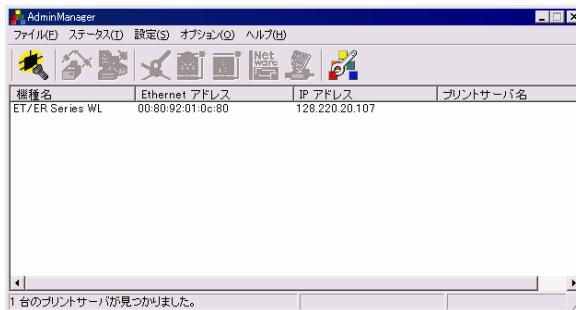 AdminManager
ファイル(F) ステータス(T) 設定(S) オプション(O) ヘルプ(H)
Net Ware
機種名 Ethernet アドレス IP アドレス プリントサーバ名
ET/ER Series WL 00:80:92:01:0c:80 128.220.20.107
1 台のプリントサーバが見つかりました。